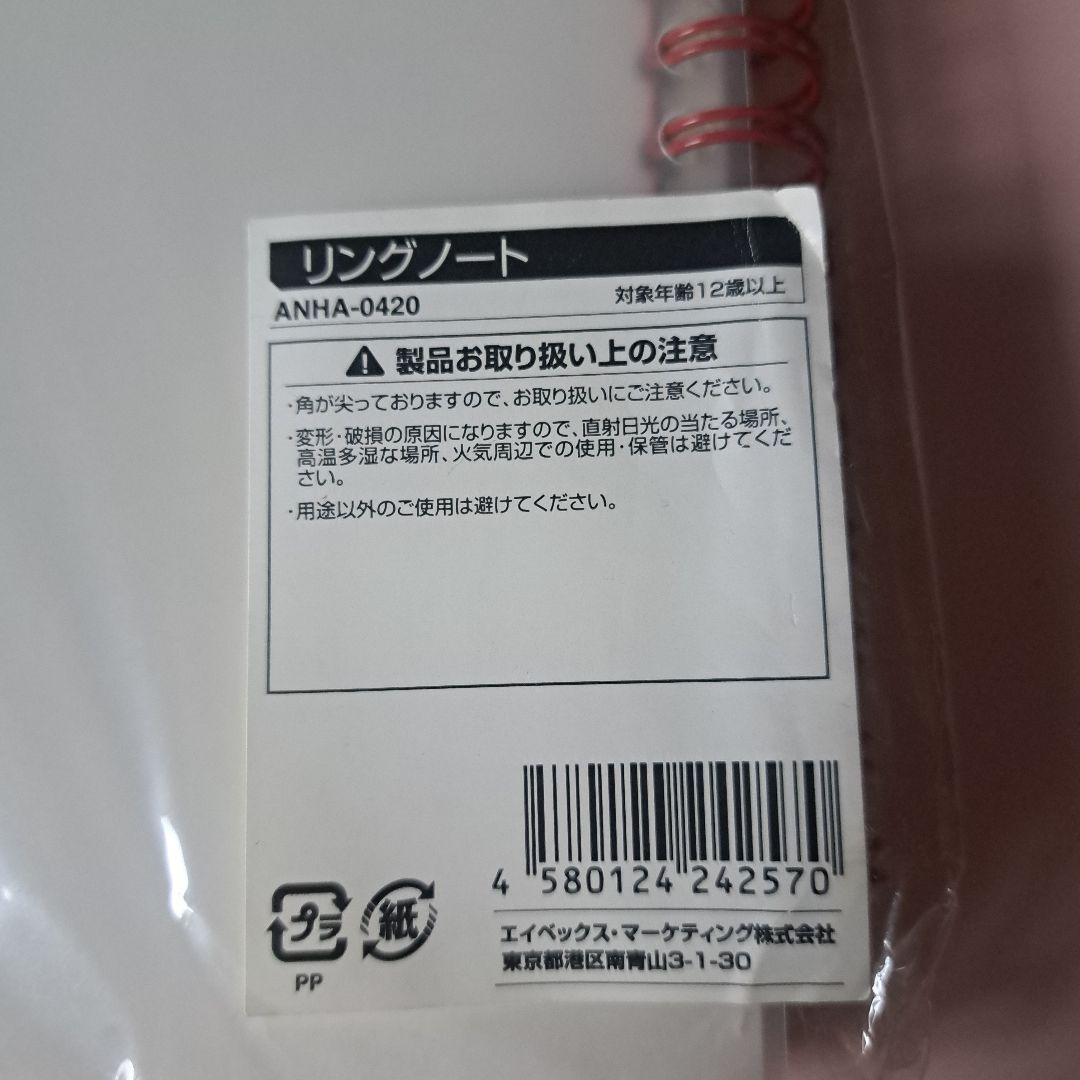 リングノート
ANHA-0420
対象年齢12歳以上
⚠製品お取り扱い上の注意
・角が尖っておりますので、お取り扱いにご注意ください。
・変形・破損の原因になりますので、直射日光の当たる場所、
高温多湿な場所、火気周辺での使用・保管は避けてくだ
さい。
・用途以外のご使用は避けてください。
4 580124 242570
プラ
PP
紙
エイベックス・マーケティング株式会社
東京都港区南青山3-1-30